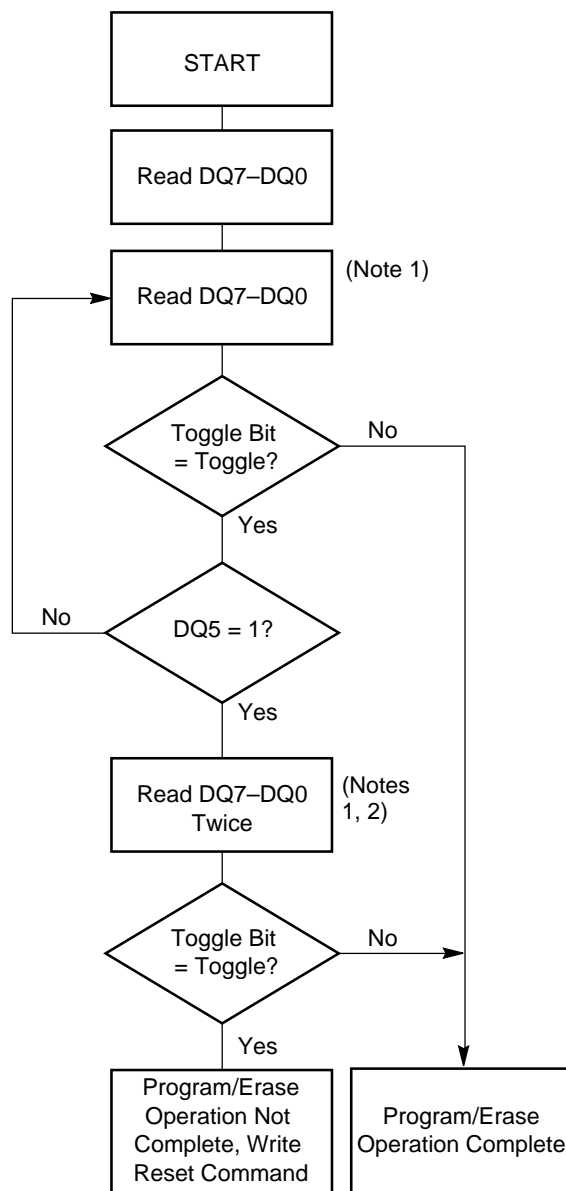 START
Read DQ7–DQ0
Read DQ7–DQ0
(Note 1)
Toggle Bit
= Toggle?
No
Yes
No
DQ5 = 1?
Yes
Read DQ7–DQ0
Twice
(Notes
1, 2)
Toggle Bit
= Toggle?
No
Yes
Program/Erase
Operation Not
Complete, Write
Reset Command
Program/Erase
Operation Complete